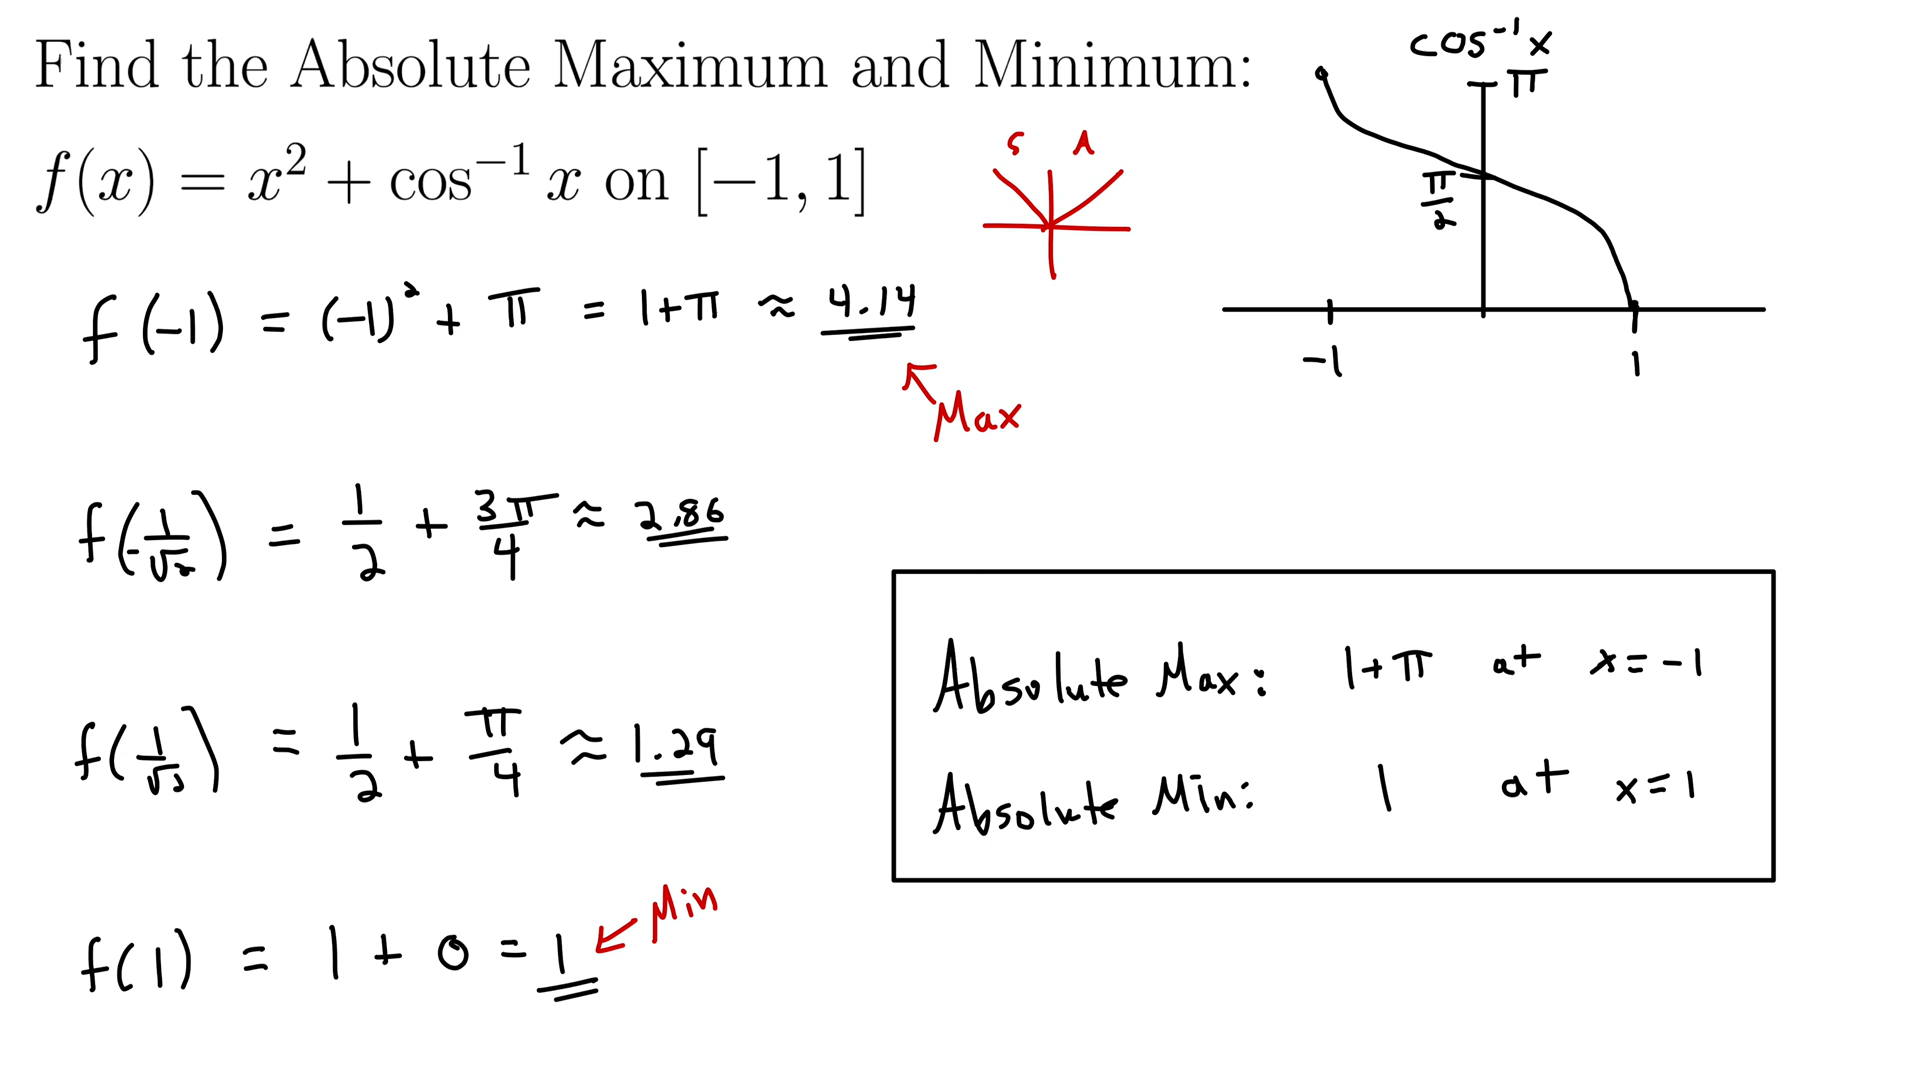 Find the Absolute Maximum and Minimum:
f(x) = x² + cos⁻¹ x on [−1, 1]
S A
cos⁻¹x
π
π/2
-1 1
f(-1) = (-1)² + π = 1+π ≈ 4.14
Max
f(-1/√2) = 1/2 + 3π/4 ≈ 2.86
f(1/√2) = 1/2 + π/4 ≈ 1.29
f(1) = 1 + 0 = 1
Min
Absolute Max: 1+π at x=-1
Absolute Min: 1 at x=1